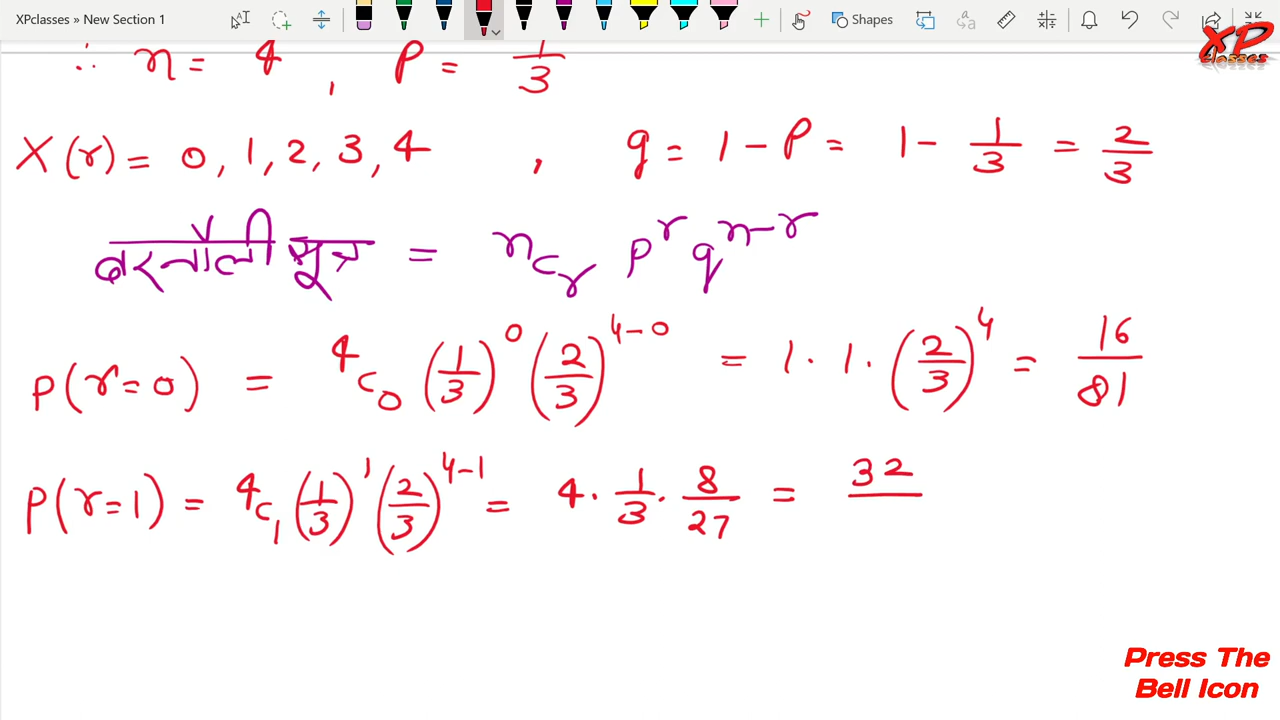 XPclasses » New Section 1
Shapes
XP
Classes
∴ n = 4 , P = 1/3
X(r) = 0, 1, 2, 3, 4 , q = 1 - P = 1 - 1/3 = 2/3
बरनौली सूत्र = ⁿCᵣ pʳ qⁿ⁻ʳ
P(r=0) = ⁴C₀ (1/3)⁰ (2/3)⁴⁻⁰ = 1 · 1 · (2/3)⁴ = 16/81
P(r=1) = ⁴C₁ (1/3)¹ (2/3)⁴⁻¹ = 4 · 1/3 · 8/27 = 32/
Press The
Bell Icon